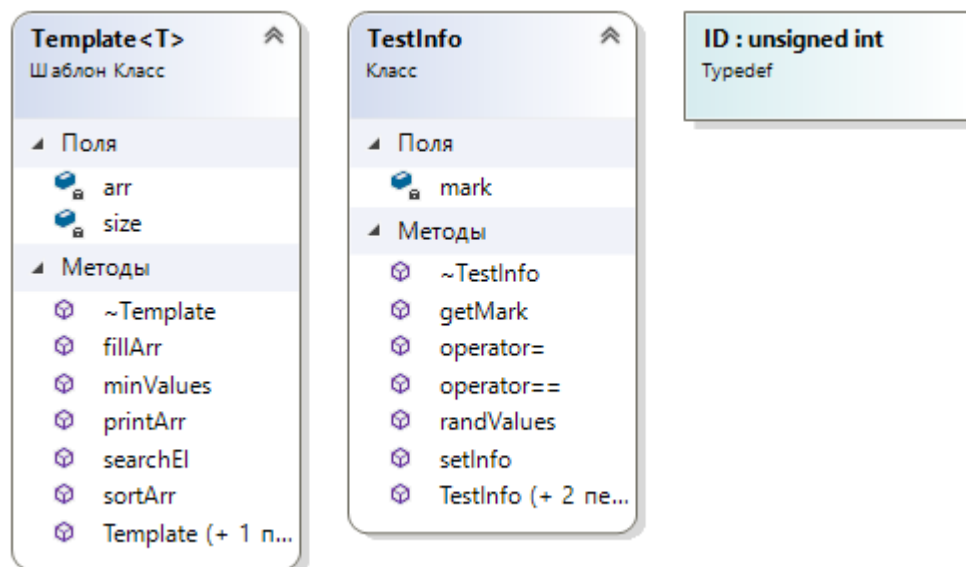 Template<T>
Шаблон Класс
Поля
arr
size
Методы
~Template
fillArr
minValues
printArr
searchEl
sortArr
Template (+ 1 п...
TestInfo
Класс
Поля
mark
Методы
~TestInfo
getMark
operator=
operator==
randValues
setInfo
TestInfo (+ 2 пе...
ID : unsigned int
Typedef